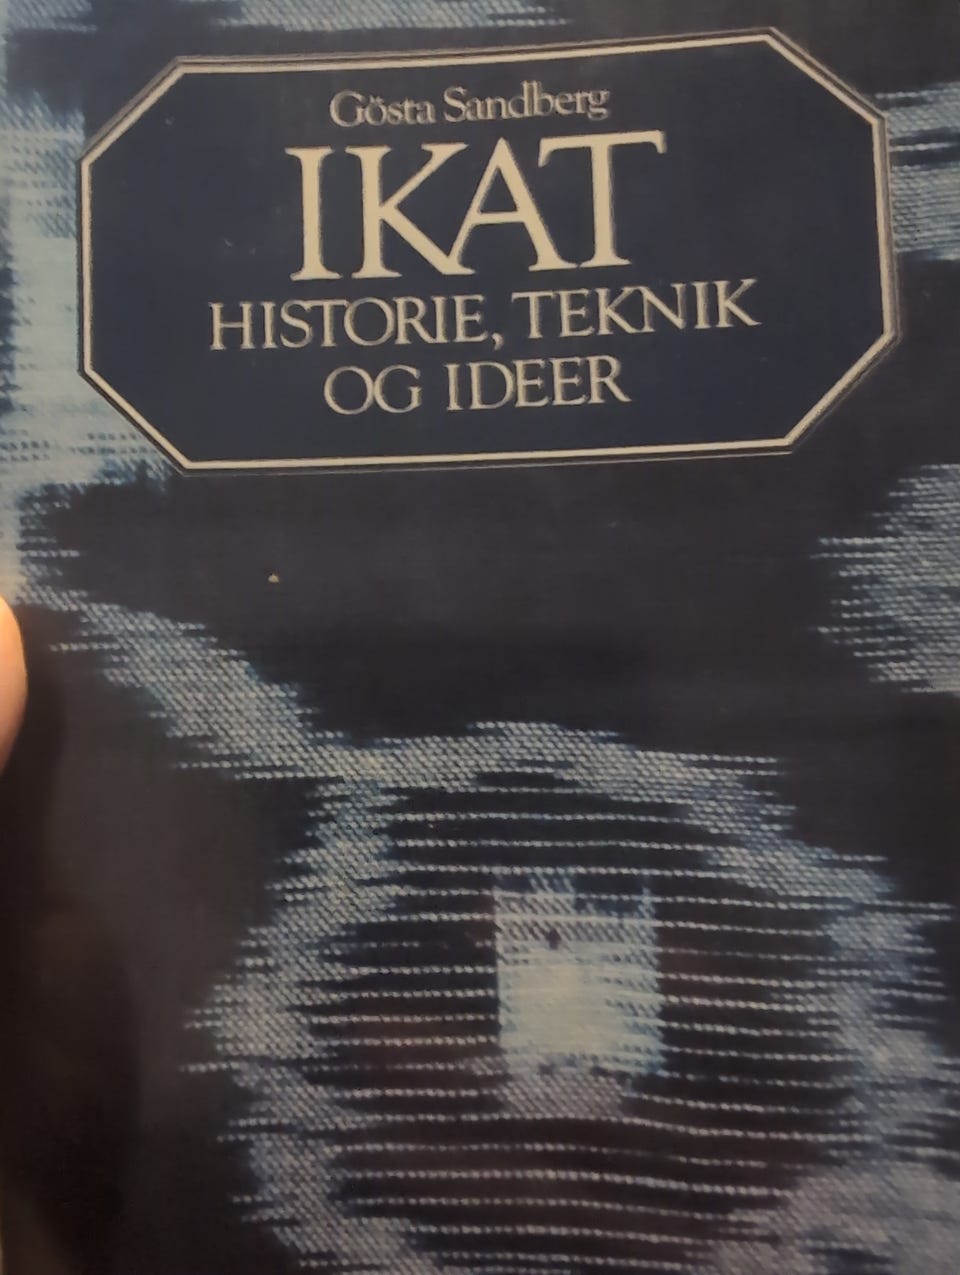 Gösta Sandberg
IKAT
HISTORIE, TEKNIK
OG IDEER